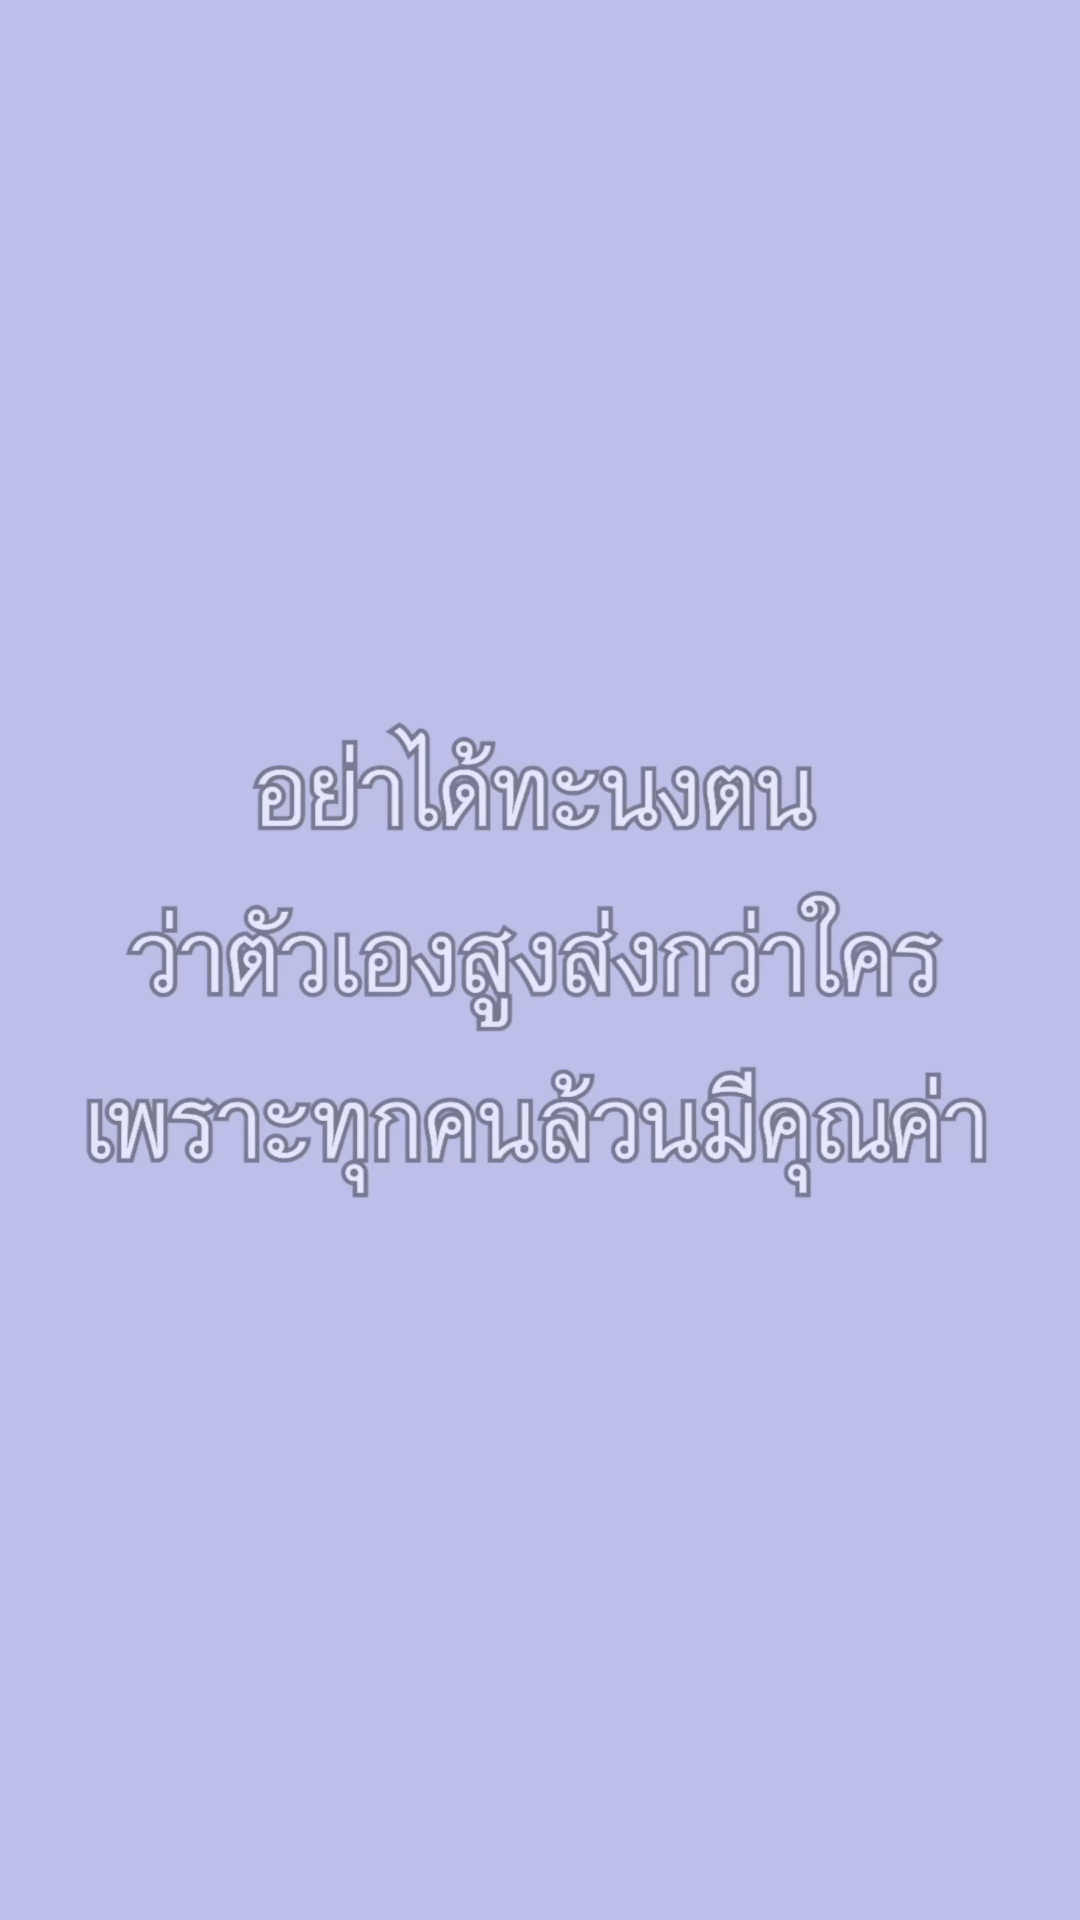 อย่าได้ทะนงตน
ว่าตัวเองสูงส่งกว่าใคร
เพราะทุกคนล้วนมีคุณค่า